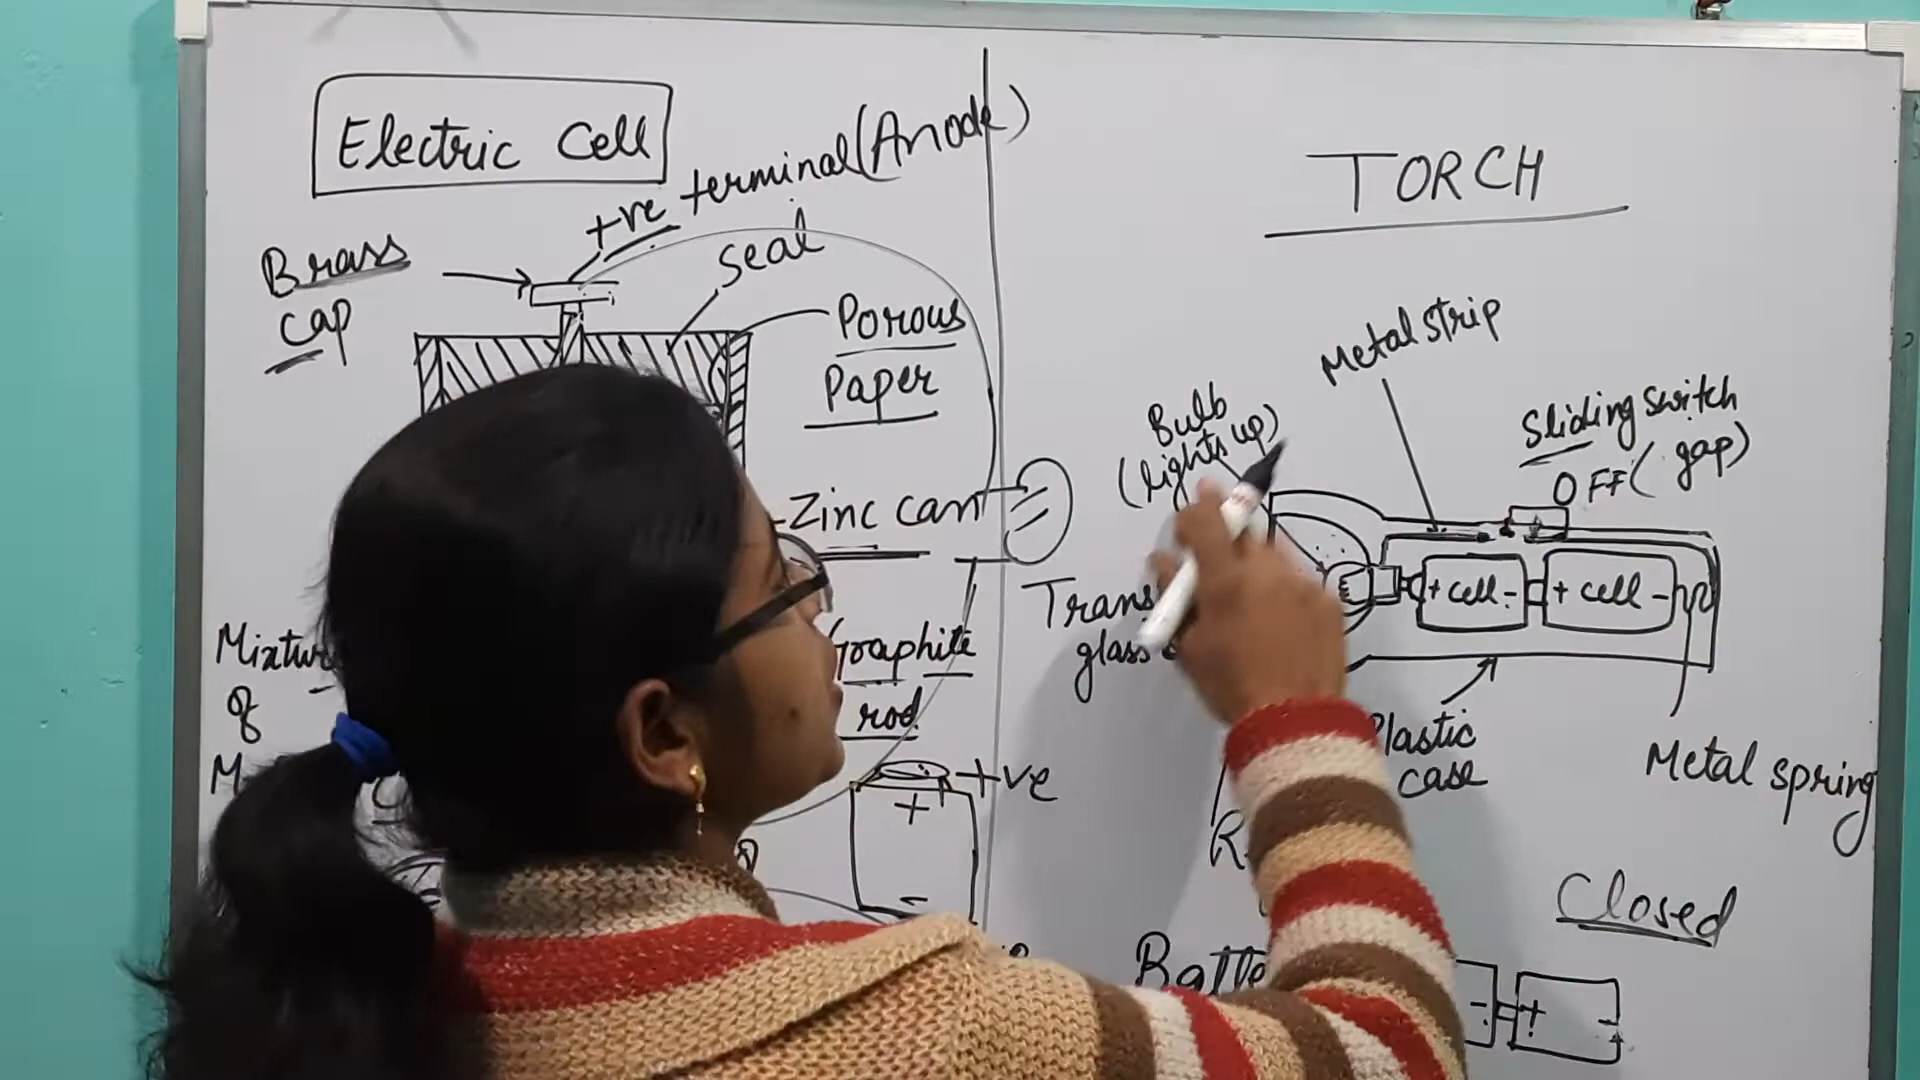 Electric Cell
+ve terminal (Anode)
Brass
cap
seal
Porous
Paper
Zinc can
of
Graphite
rod
+ve
+
-
TORCH
Metal strip
Bulb
(lights up)
Sliding switch
OFF (gap)
+ cell -
+ cell -
glass
Plastic
case
Metal spring
Closed
-
+
-